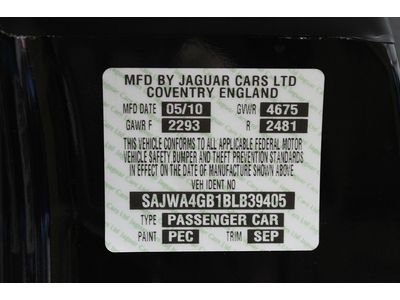 MFD BY JAGUAR CARS LTD
COVENTRY ENGLAND
MFD DATE 05/10 GVWR 4675
GAWR F 2293 R 2481
THIS VEHICLE CONFORMS TO ALL APPLICABLE FEDERAL MOTOR
VEHICLE SAFETY BUMPER AND THEFT PREVENTION STANDARDS
IN EFFECT ON THE DATE OF MANUFACTURE SHOWN ABOVE
VEH IDENT NO
SAJWA4GB1BLB39405
TYPE PASSENGER CAR
PAINT PEC TRIM SEP